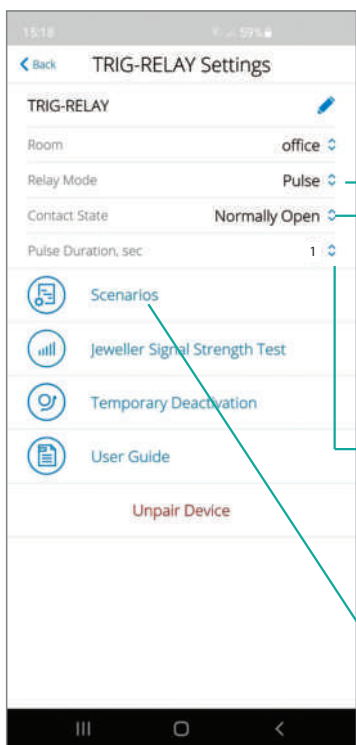 15:18 59%
Back TRIG-RELAY Settings
TRIG-RELAY
Room office
Relay Mode Pulse
Contact State Normally Open
Pulse Duration, sec 1
Scenarios
Jeweller Signal Strength Test
Temporary Deactivation
User Guide
Unpair Device